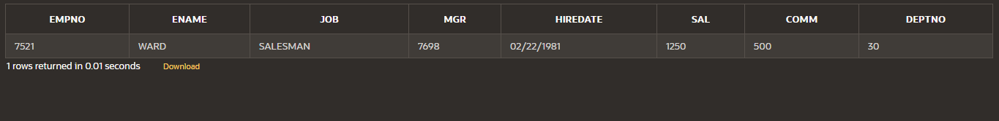 EMPNO ENAME JOB MGR HIREDATE SAL COMM DEPTNO
7521 WARD SALESMAN 7698 02/22/1981 1250 500 30
1 rows returned in 0.01 seconds Download